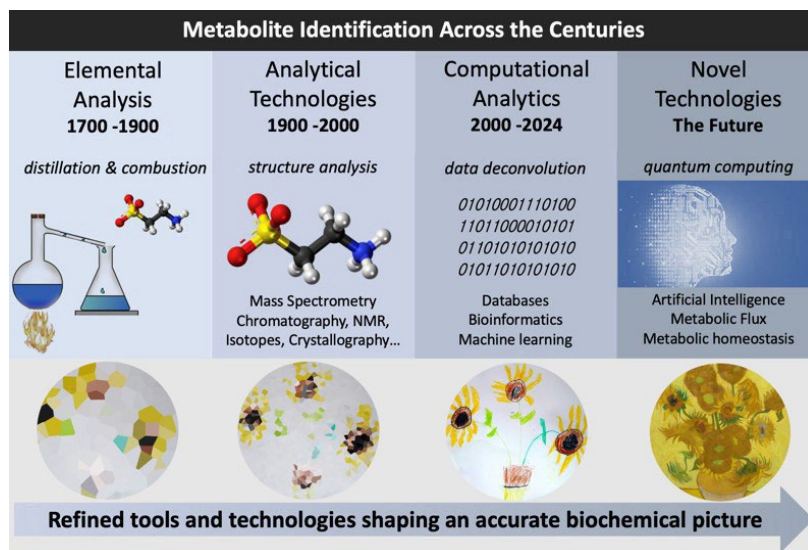 Metabolite Identification Across the Centuries
Elemental
Analysis
1700 -1900
distillation & combustion
Analytical
Technologies
1900 -2000
structure analysis
Mass Spectrometry
Chromatography, NMR,
Isotopes, Crystallography...
Computational
Analytics
2000 -2024
data deconvolution
01010001110100
11011000010101
01101010101010
01011010101010
Databases
Bioinformatics
Machine learning
Novel
Technologies
The Future
quantum computing
Artificial Intelligence
Metabolic Flux
Metabolic homeostasis
Refined tools and technologies shaping an accurate biochemical picture